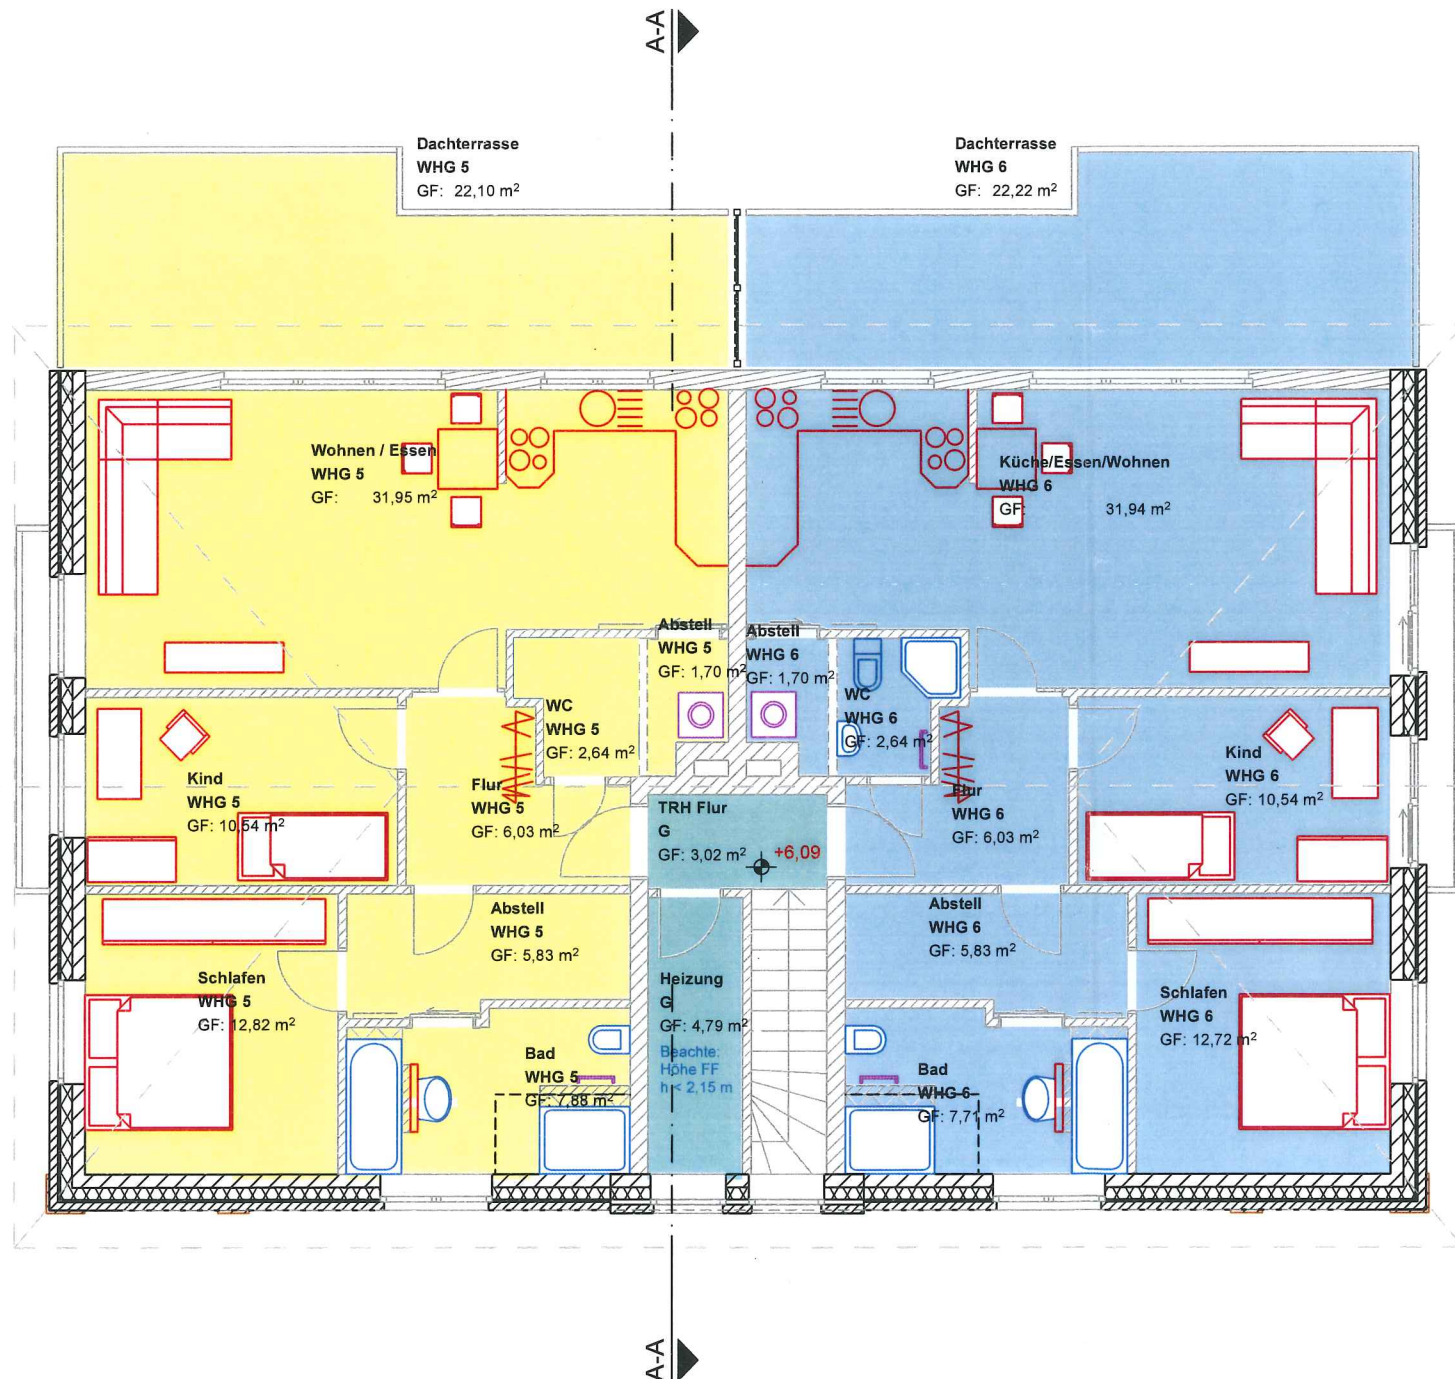 A-A
Dachterrasse
WHG 5
GF: 22,10 m²
Dachterrasse
WHG 6
GF: 22,22 m²
Wohnen / Essen
WHG 5
GF: 31,95 m²
Küche/Essen/Wohnen
WHG 6
GF: 31,94 m²
Abstell
WHG 5
GF: 1,70 m²
Abstell
WHG 6
GF: 1,70 m²
WC
WHG 5
GF: 2,64 m²
WC
WHG 6
GF: 2,64 m²
Kind
WHG 5
GF: 10,54 m²
Flur
WHG 5
GF: 6,03 m²
TRH Flur
G
GF: 3,02 m²
+6,09
Flur
WHG 6
GF: 6,03 m²
Kind
WHG 6
GF: 10,54 m²
Abstell
WHG 5
GF: 5,83 m²
Abstell
WHG 6
GF: 5,83 m²
Schlafen
WHG 5
GF: 12,82 m²
Heizung
G
GF: 4,79 m²
Beachte:
Höhe FF
h < 2,15 m
Schlafen
WHG 6
GF: 12,72 m²
Bad
WHG 5
GF: 7,88 m²
Bad
WHG 6
GF: 7,71 m²
A-A